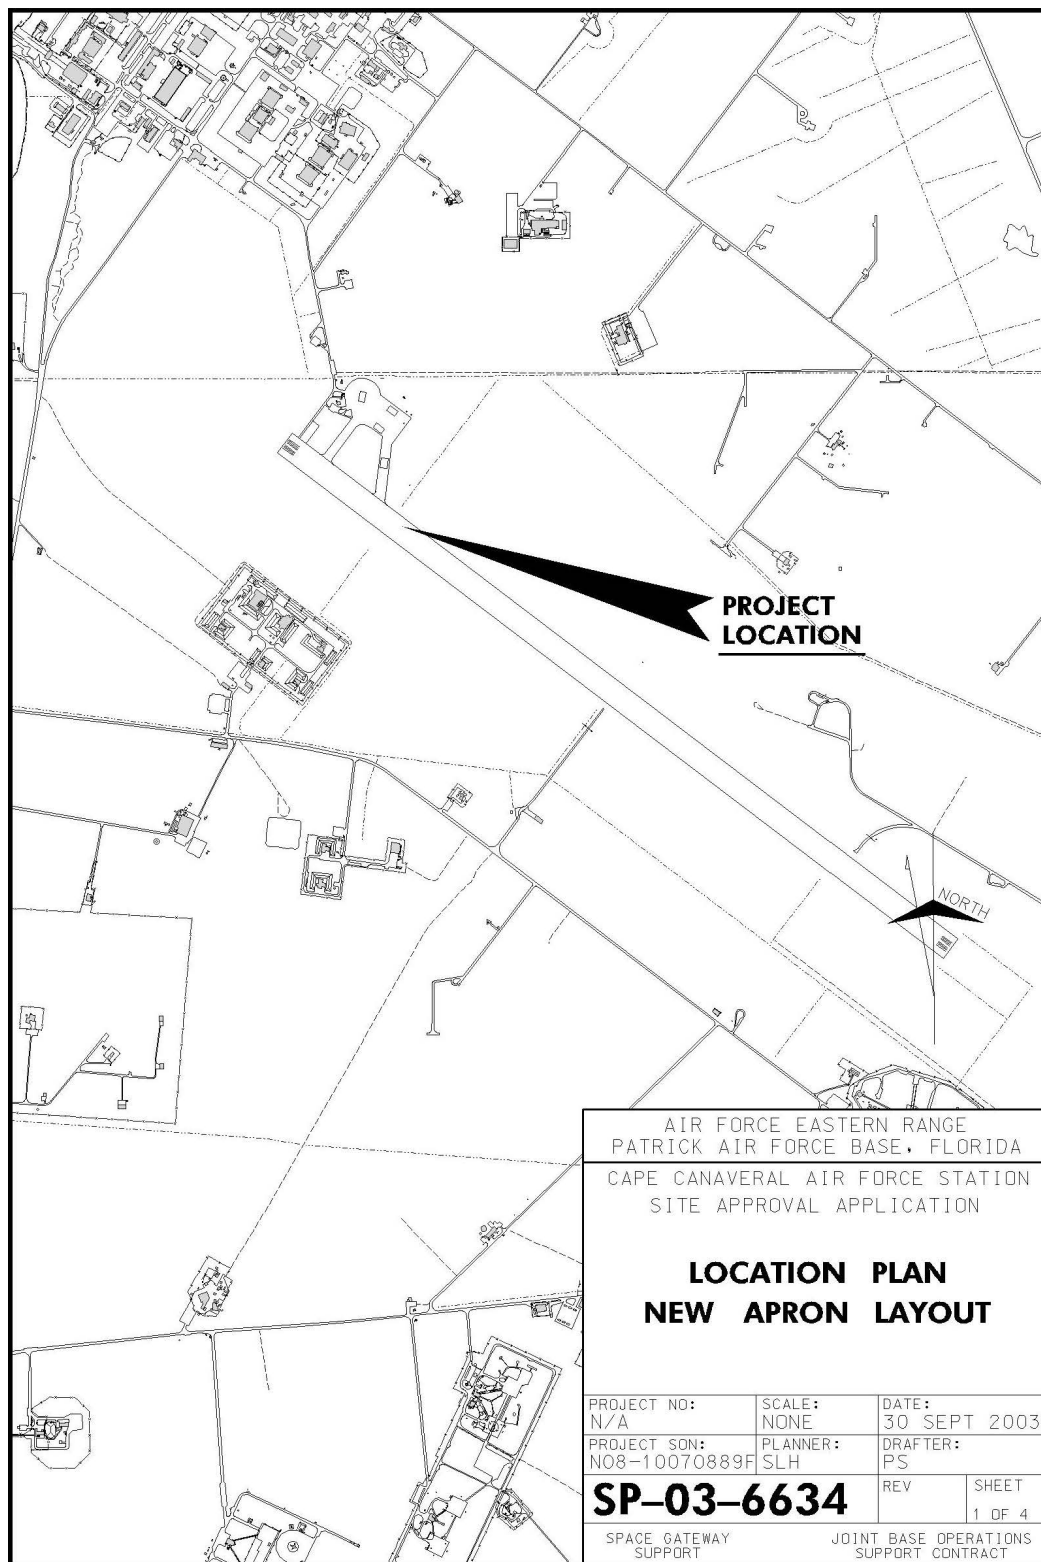 PROJECT
LOCATION
NORTH
AIR FORCE EASTERN RANGE
PATRICK AIR FORCE BASE, FLORIDA
CAPE CANAVERAL AIR FORCE STATION
SITE APPROVAL APPLICATION
LOCATION PLAN
NEW APRON LAYOUT
PROJECT NO:
N/A
SCALE:
NONE
DATE:
30 SEPT 2003
PROJECT SON:
N08-10070889F
PLANNER:
SLH
DRAFTER:
PS
SP-03-6634
REV
SHEET
1 OF 4
SPACE GATEWAY
SUPPORT
JOINT BASE OPERATIONS
SUPPORT CONTRACT